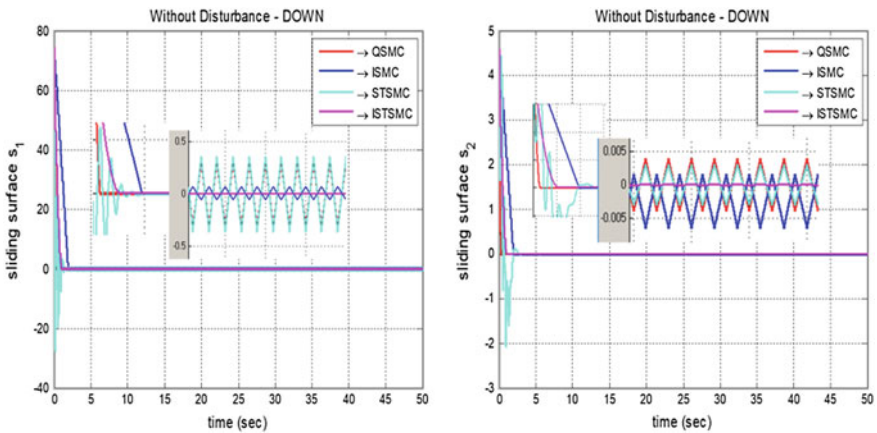 Without Disturbance - DOWN
80
60
40
20
0
-20
-40
sliding surface s1
→ QSMC
→ ISMC
→ STSMC
→ ISTSMC
0.5
0
-0.5
0 5 10 15 20 25 30 35 40 45 50
time (sec)
Without Disturbance - DOWN
5
4
3
2
1
0
-1
-2
-3
sliding surface s2
→ QSMC
→ ISMC
→ STSMC
→ ISTSMC
0.005
0
-0.005
0 5 10 15 20 25 30 35 40 45 50
time (sec)